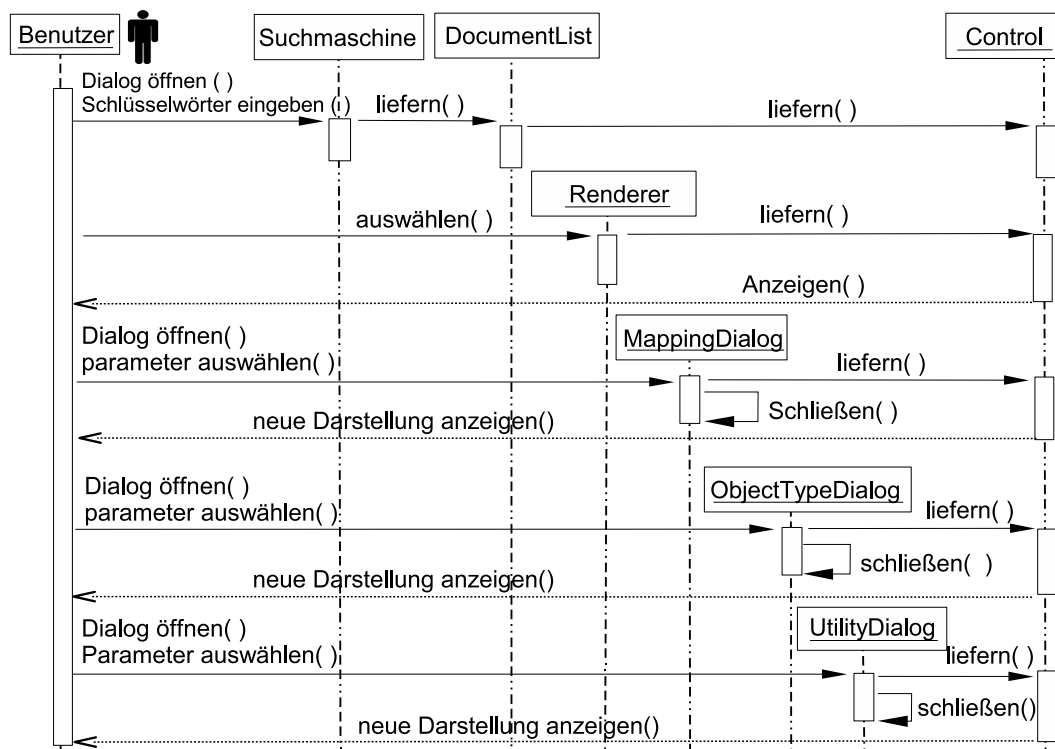 Benutzer
Suchmaschine
DocumentList
Control
Dialog öffnen ( )
Schlüsselwörter eingeben ( )
liefern( )
liefern( )
Renderer
auswählen( )
liefern( )
Anzeigen( )
Dialog öffnen( )
parameter auswählen( )
MappingDialog
liefern( )
Schließen( )
neue Darstellung anzeigen()
Dialog öffnen( )
parameter auswählen( )
ObjectTypeDialog
liefern( )
schließen( )
neue Darstellung anzeigen()
Dialog öffnen( )
Parameter auswählen( )
UtilityDialog
liefern( )
schließen()
neue Darstellung anzeigen()